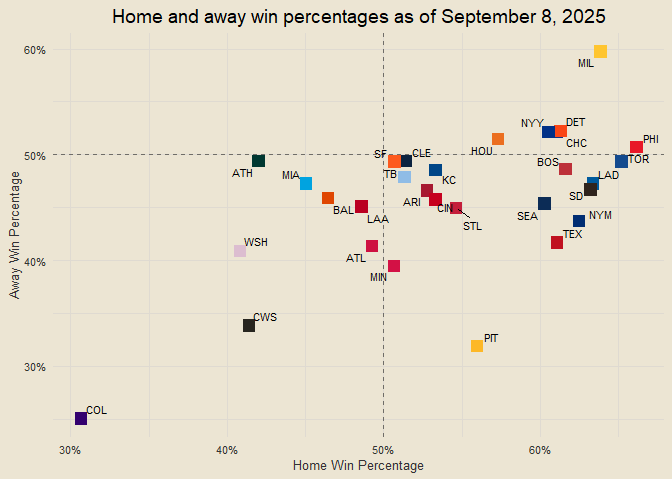 Home and away win percentages as of September 8, 2025
60%
MIL
NYY
DET
CHC
PHI
HOU
50%
SF
CLE
BOS
TOR
ATH
MIA
TB
KC
LAD
SD
ARI
CIN
BAL
LAA
STL
SEA
NYM
WSH
ATL
TEX
40%
MIN
CWS
PIT
30%
COL
30%
40%
50%
60%
Home Win Percentage
Away Win Percentage